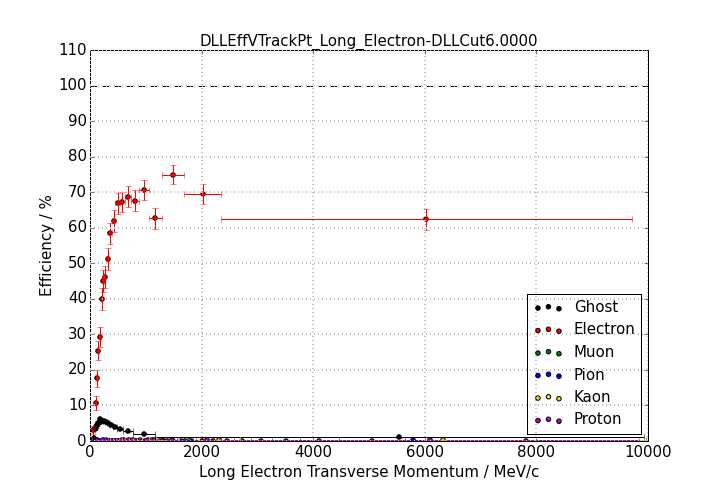 DLLEffVTrackPt_Long_Electron-DLLCut6.0000
110
100
90
80
70
60
50
40
30
20
10
0
Efficiency / %
Ghost
Electron
Muon
Pion
Kaon
Proton
0 2000 4000 6000 8000 10000
Long Electron Transverse Momentum / MeV/c